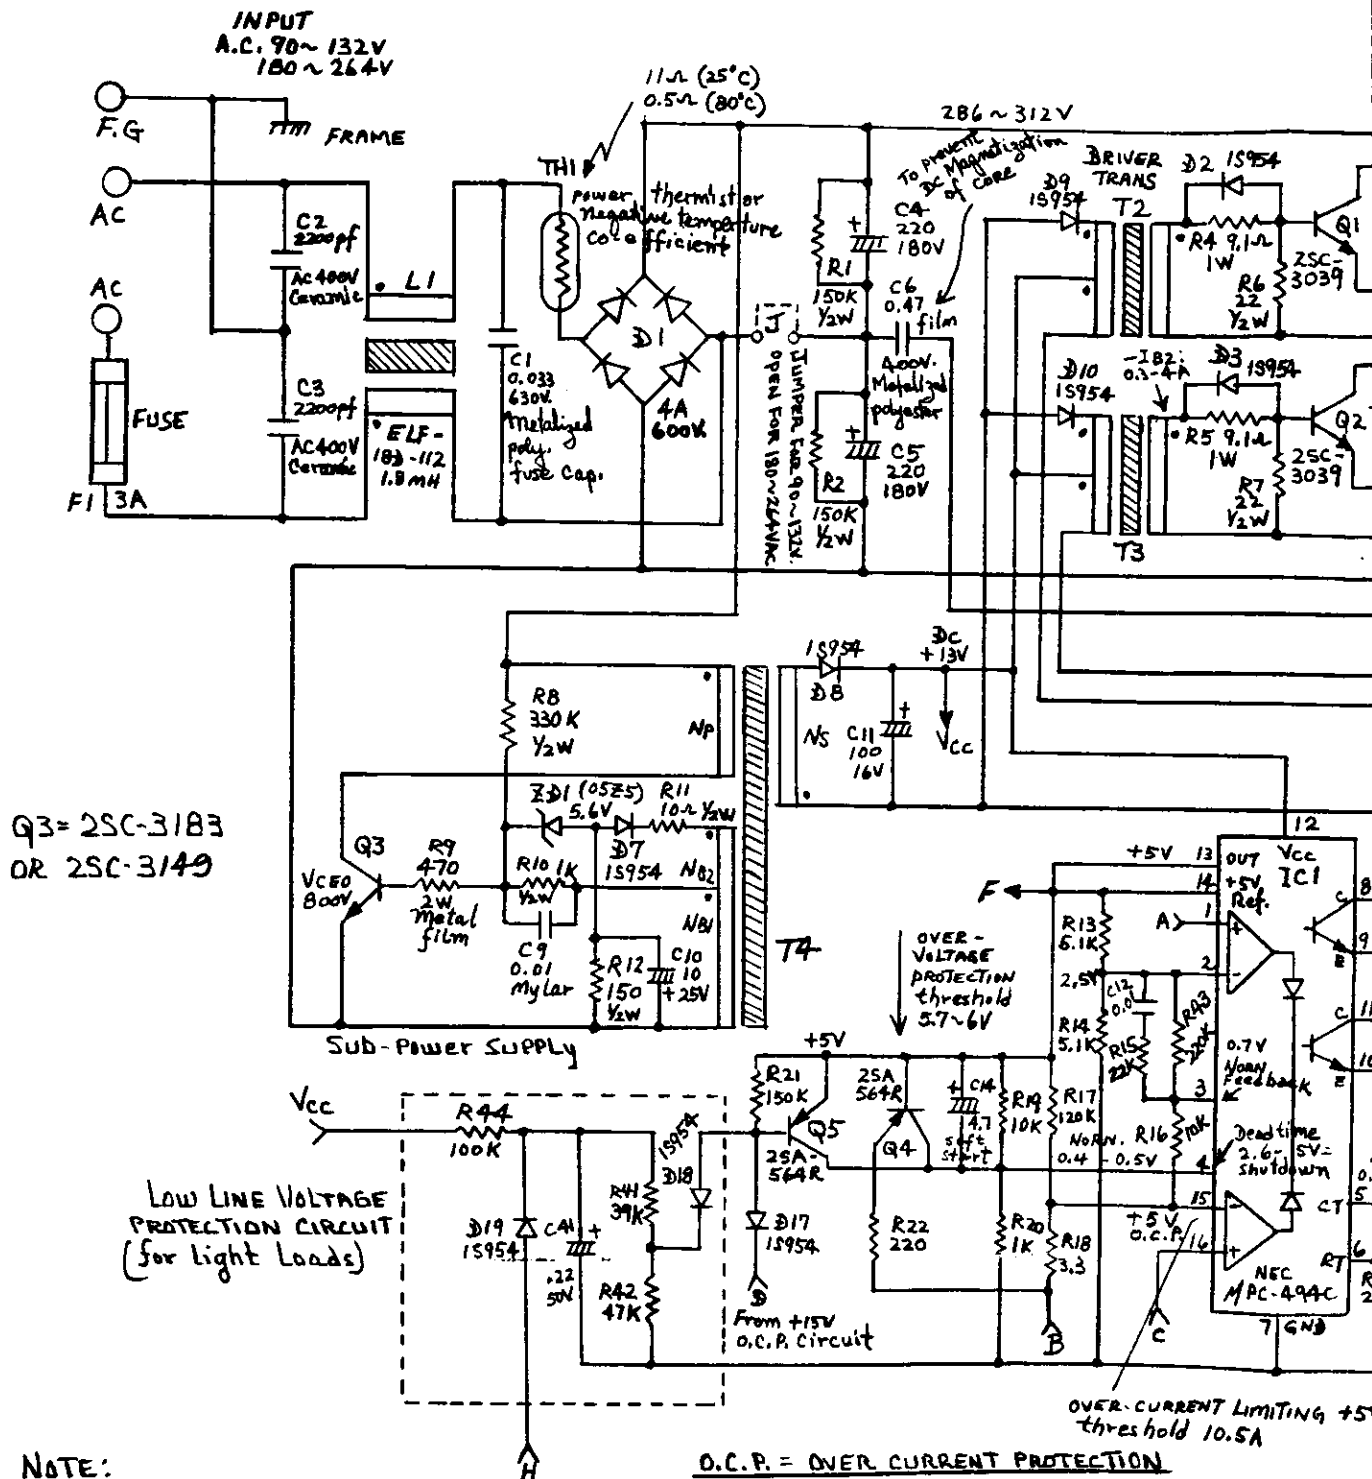 INPUT
A.C. 90~132V
180~264V
F.G
FRAME
AC
C2
2200pf
AC400V
Ceramic
AC
FUSE
F1 3A
C3
2200pf
AC400V
Ceramic
L1
ELF-
18D-112
1.8MH
11Ω (25°C)
0.5Ω (80°C)
TH1
power thermistor
negative temperture
coefficient
C1
0.033
630V
Metalized
poly.
fuse cap.
D1
4A
600V
J
JUMPER FOR 90~132V.
OPEN FOR 180~264VAC
286~312V
To prevent
DC Magnetization
of CORE
R1
150K
½W
C4
220
180V
C6
0.47
film
400V.
Metallized
polyester
R2
150K
½W
C5
220
180V
D9
1S954
DRIVER
TRANS
T2
D2 1S954
R4 9.1Ω
1W
R6
22
½W
Q1
2SC-
3039
D10
1S954
-IB2:
0.3-4A
D3
1S954
R5 9.1Ω
1W
R7
22
½W
Q2
2SC-
3039
T3
Q3=2SC-3183
OR 2SC-3149
R8
330K
½W
NP
1S954
D8
NS
C11
100
16V
DC
+13V
VCC
ZD1 (05Z5)
5.6V
R11
10Ω ½W
D7
1S954
NB2
NB1
Q3
VCEO
800V
R9
470
2W
Metal
film
R10 1K
½W
C9
0.01
Mylar
R12
150
½W
C10
10
+25V
T4
SUB-POWER SUPPLY
OVER-
VOLTAGE
PROTECTION
threshold
5.7~6V
+5V 13
F
14
A 1
12
VCC
IC1
OUT
+5V
Ref.
+
-
2
C 8
E 9
C 11
E 10
R13
5.1K
2.5V
R14
5.1K
C12
R15
22K
R43
0.7V
NORM
Feedback
3
R16
10K
Deadtime
shutdown
4
15
+5V
O.C.P.
16
CT 5
RT 6
NEC
μPC-494C
7 GND
+5V
R21
150K
Q5
2SA-
564R
2SA
564R
Q4
C14
4.7
soft
start
R19
10K
R17
120K
NORM.
0.4-0.5V
R22
220
R20
1K
R18
3.3
B
C
D17
1S954
D
From +15V
O.C.P. Circuit
Vcc
R44
100K
LOW LINE VOLTAGE
PROTECTION CIRCUIT
(for light loads)
D19
1S954
C41
.22
50V
R41
39K
R42
47K
1S954
D18
H
OVER-CURRENT LIMITING +5V
threshold 10.5A
NOTE:
O.C.P. = OVER CURRENT PROTECTION